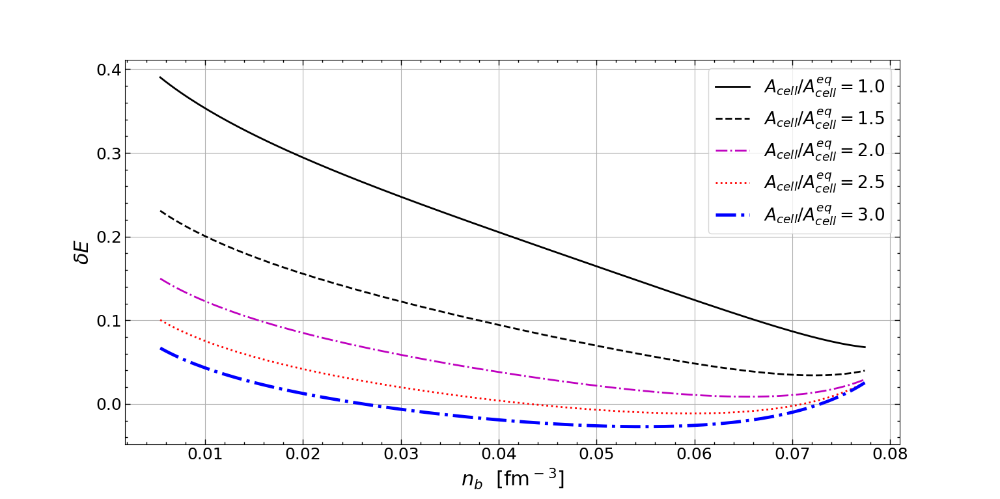 0.4
0.3
0.2
0.1
0.0
δE
0.01 0.02 0.03 0.04 0.05 0.06 0.07 0.08
n_b [fm⁻³]
A_cell/A_cell^eq = 1.0
A_cell/A_cell^eq = 1.5
A_cell/A_cell^eq = 2.0
A_cell/A_cell^eq = 2.5
A_cell/A_cell^eq = 3.0